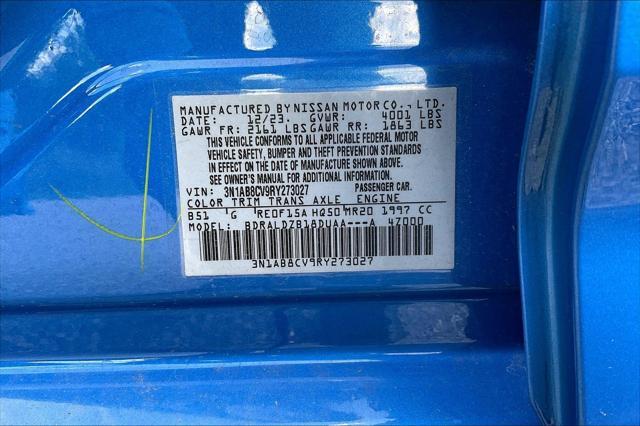 MANUFACTURED BY NISSAN MOTOR CO., LTD.
DATE: 12/23. GVWR: 4001 LBS
GAWR FR: 2161 LBS GAWR RR: 1863 LBS
THIS VEHICLE CONFORMS TO ALL APPLICABLE FEDERAL MOTOR
VEHICLE SAFETY, BUMPER AND THEFT PREVENTION STANDARDS
IN EFFECT ON THE DATE OF MANUFACTURE SHOWN ABOVE.
SEE OWNER'S MANUAL FOR ADDITIONAL INFORMATION
VIN: 3N1AB8CV9RY273027 PASSENGER CAR.
COLOR TRIM TRANS AXLE ENGINE
B51 G RE0F15A HQ50 MR20 1997 CC
MODEL: BDRALDZB18DUAA---A 4Z000
3N1AB8CV9RY273027